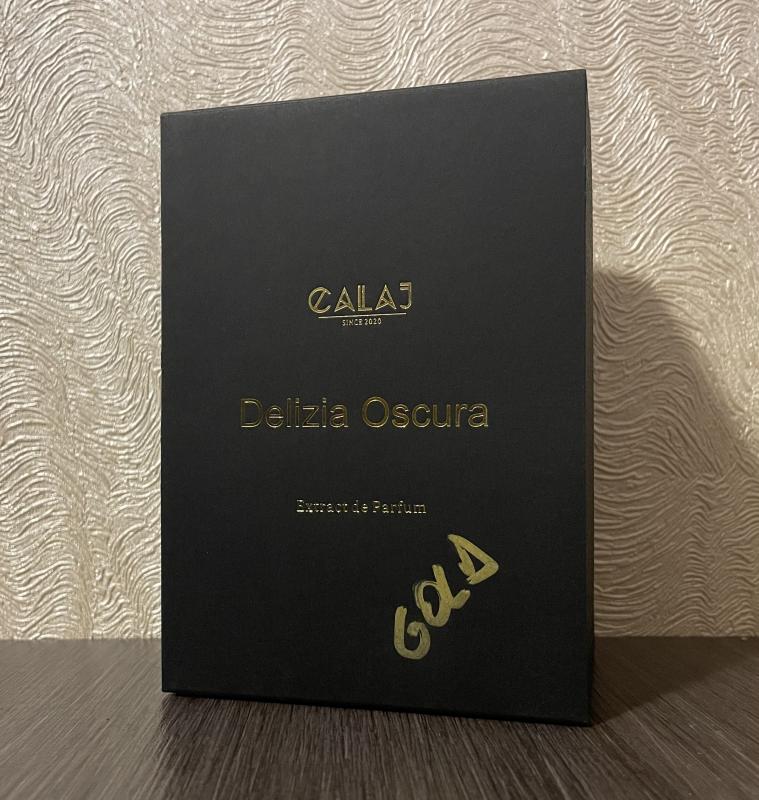 CALAJ
SINCE 2020
Delizia Oscura
Extract de Parfum
GOLD